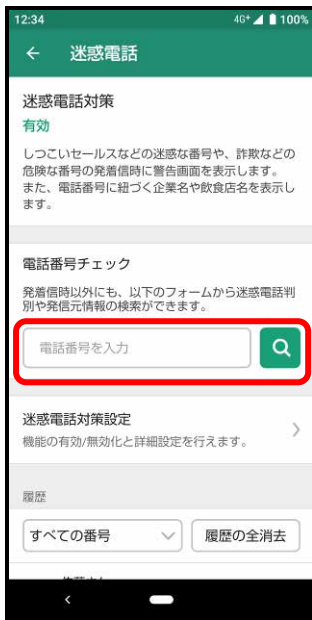 12:34 4G+ 100%
迷惑電話
迷惑電話対策
有効
しつこいセールスなどの迷惑な番号や、詐欺などの
危険な番号の発着信時に警告画面を表示します。
また、電話番号に紐づく企業名や飲食店名を表示し
ます。
電話番号チェック
発着信時以外にも、以下のフォームから迷惑電話判
別や発信元情報の検索ができます。
電話番号を入力
迷惑電話対策設定
機能の有効/無効化と詳細設定を行えます。
履歴
すべての番号 履歴の全消去